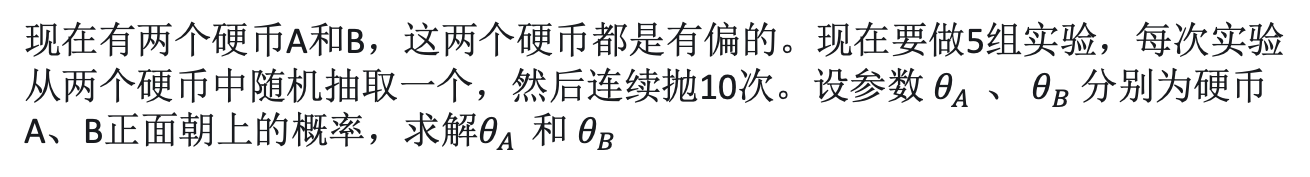 现在有两个硬币A和B，这两个硬币都是有偏的。现在要做5组实验，每次实验
从两个硬币中随机抽取一个，然后连续抛10次。设参数 θ_A 、 θ_B 分别为硬币
A、B正面朝上的概率，求解θ_A 和 θ_B